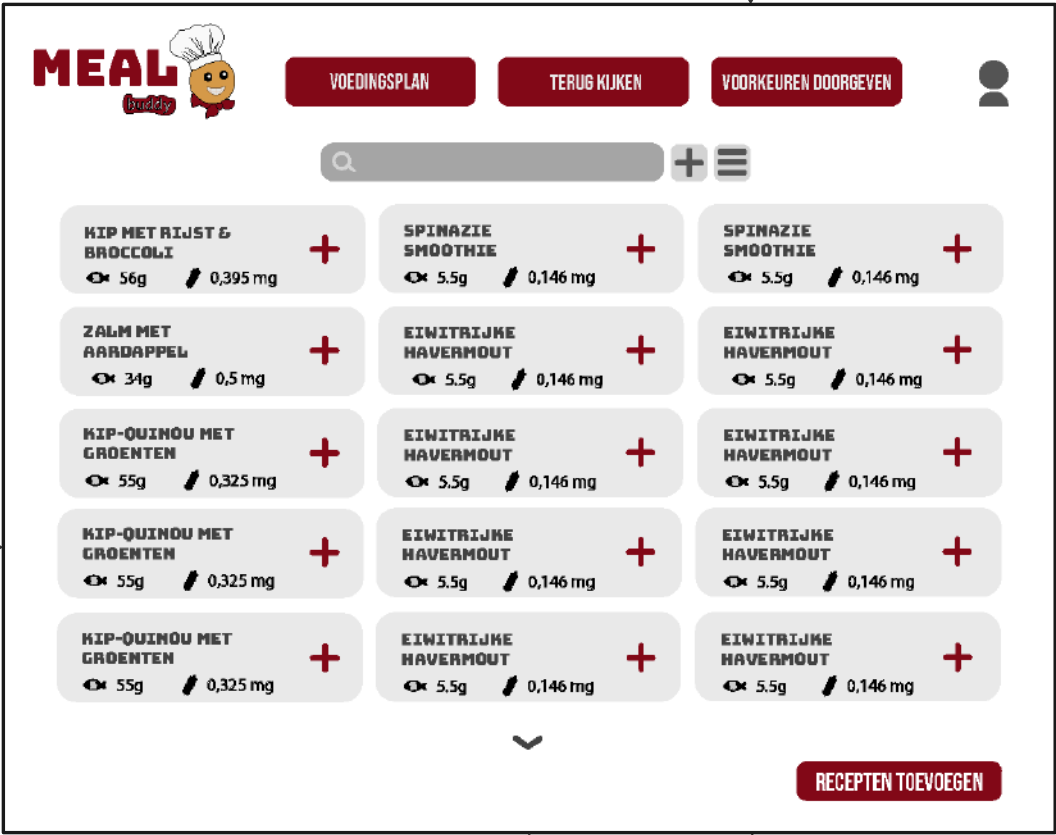 MEAL
buddy
VOEDINGSPLAN
TERUG KIJKEN
VOORKEUREN DOORGEVEN
KIP MET RIJST &
BROCCOLI
56g 0,395 mg
SPINAZIE
SMOOTHIE
5.5g 0,146 mg
SPINAZIE
SMOOTHIE
5.5g 0,146 mg
ZALM MET
AARDAPPEL
34g 0,5 mg
EIWITRIJKE
HAVERMOUT
5.5g 0,146 mg
EIWITRIJKE
HAVERMOUT
5.5g 0,146 mg
KIP-QUINOU MET
GROENTEN
55g 0,325 mg
EIWITRIJKE
HAVERMOUT
5.5g 0,146 mg
EIWITRIJKE
HAVERMOUT
5.5g 0,146 mg
KIP-QUINOU MET
GROENTEN
55g 0,325 mg
EIWITRIJKE
HAVERMOUT
5.5g 0,146 mg
EIWITRIJKE
HAVERMOUT
5.5g 0,146 mg
KIP-QUINOU MET
GROENTEN
55g 0,325 mg
EIWITRIJKE
HAVERMOUT
5.5g 0,146 mg
EIWITRIJKE
HAVERMOUT
5.5g 0,146 mg
RECEPTEN TOEVOEGEN